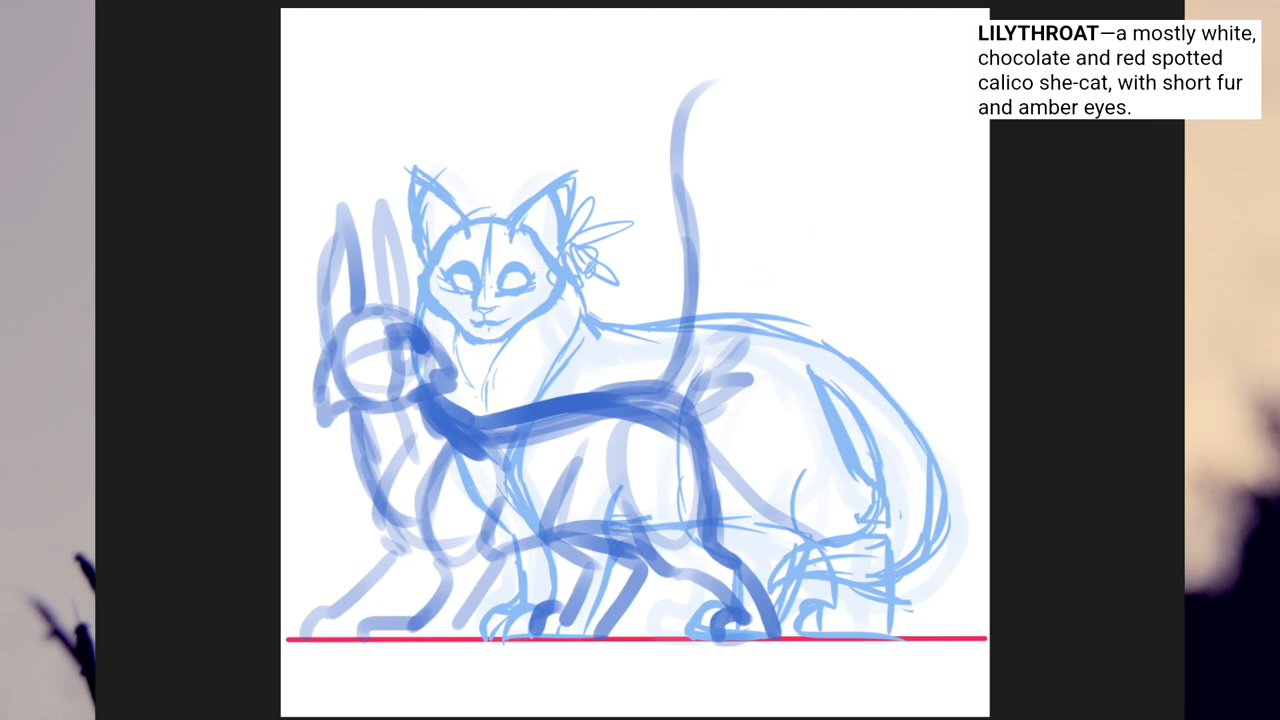 LILYTHROAT—a mostly white,
chocolate and red spotted
calico she-cat, with short fur
and amber eyes.